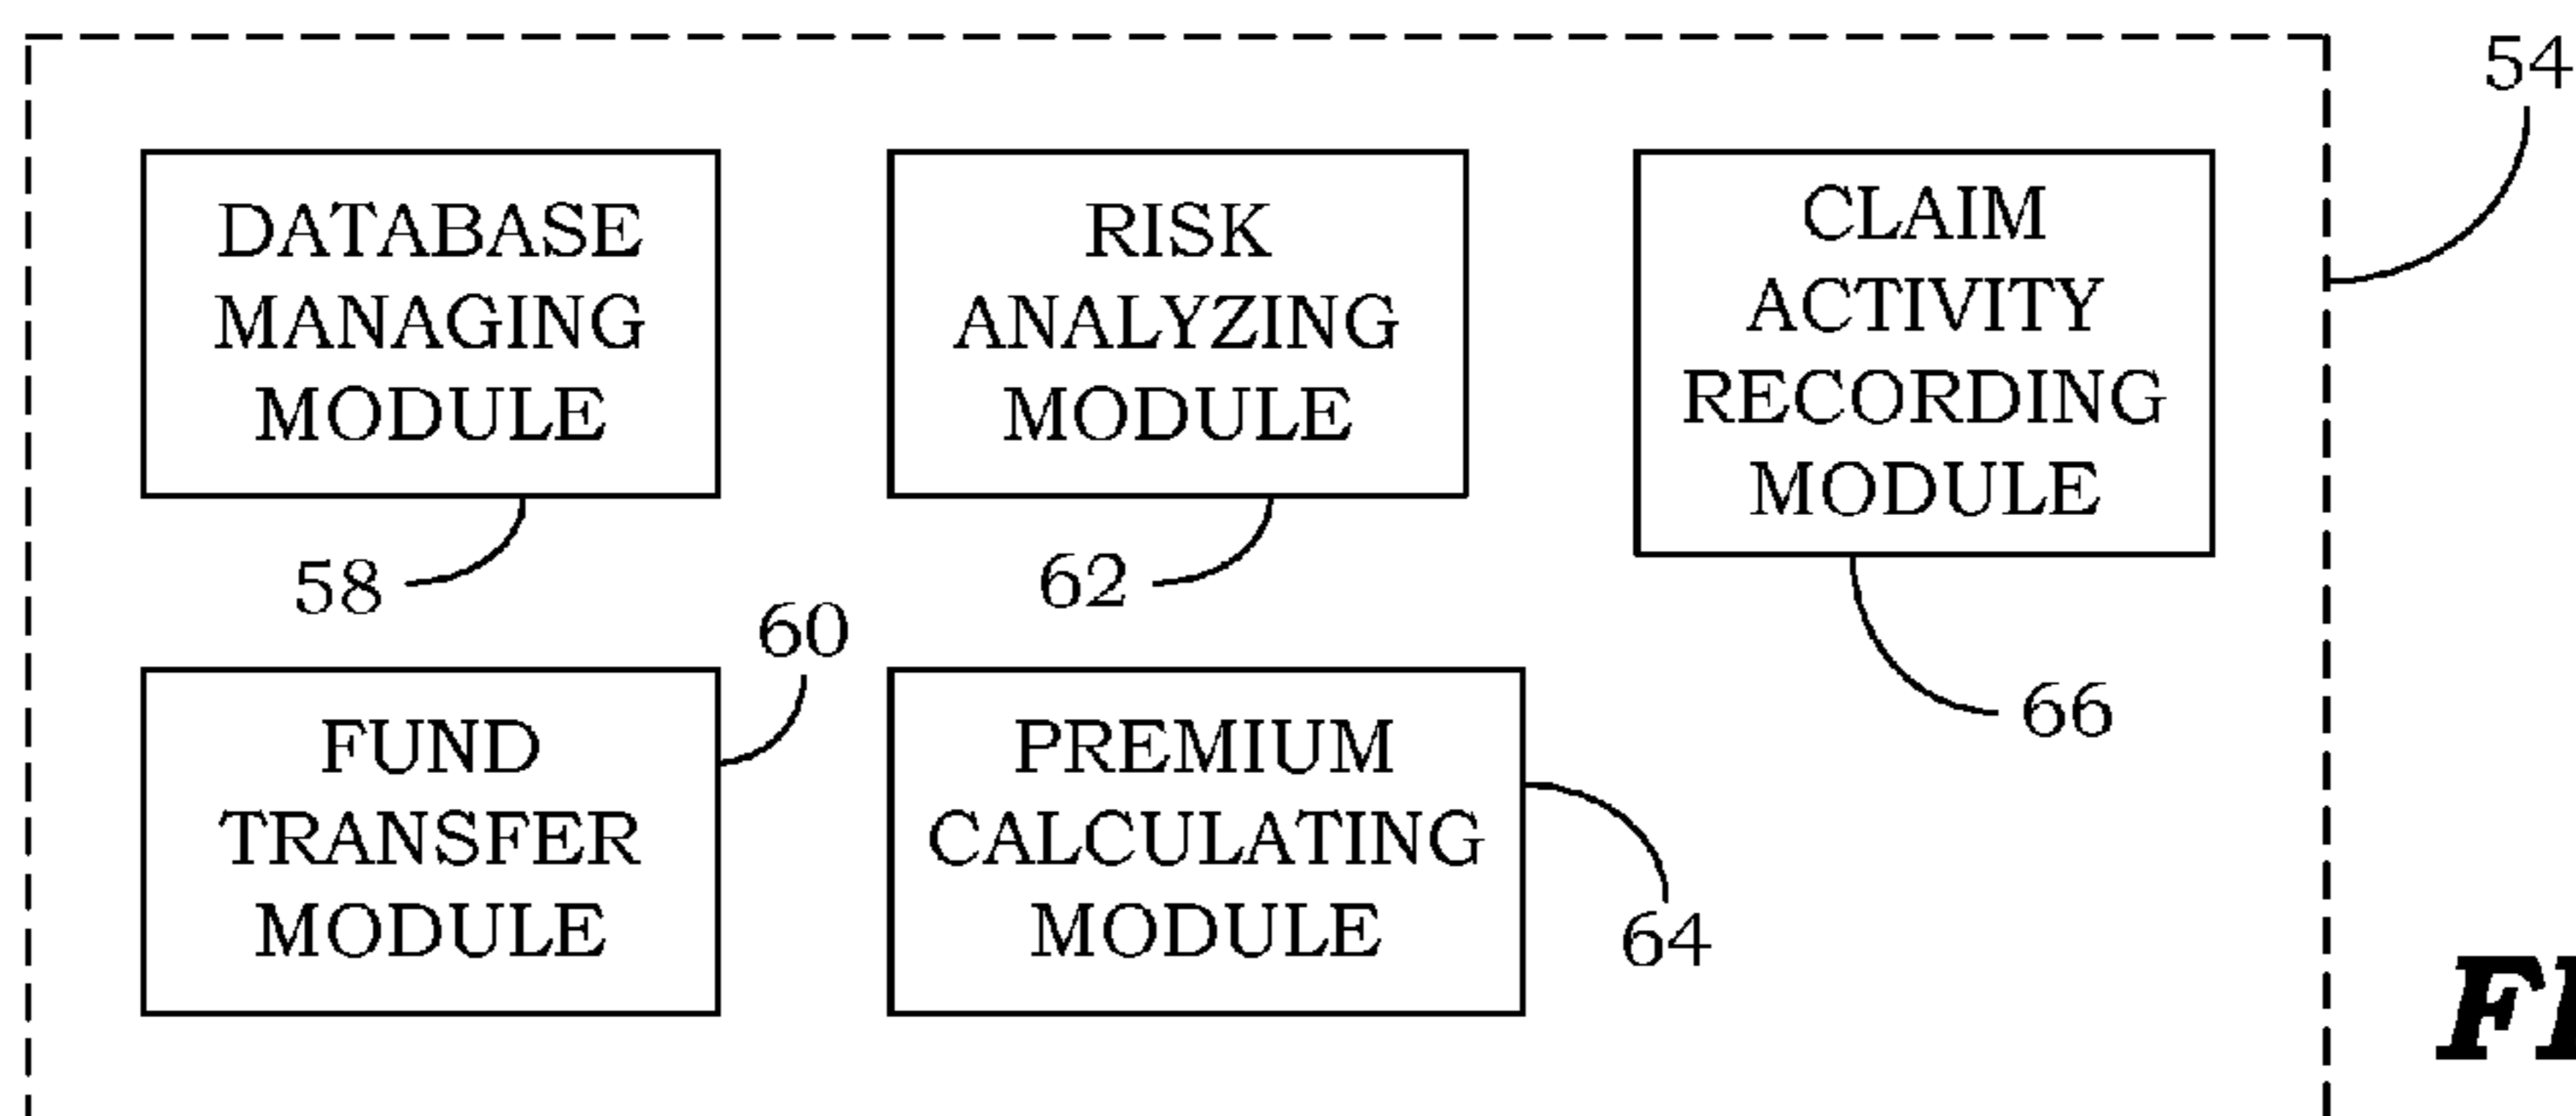 54
DATABASE
MANAGING
MODULE
58
RISK
ANALYZING
MODULE
62
CLAIM
ACTIVITY
RECORDING
MODULE
66
FUND
TRANSFER
MODULE
60
PREMIUM
CALCULATING
MODULE
64